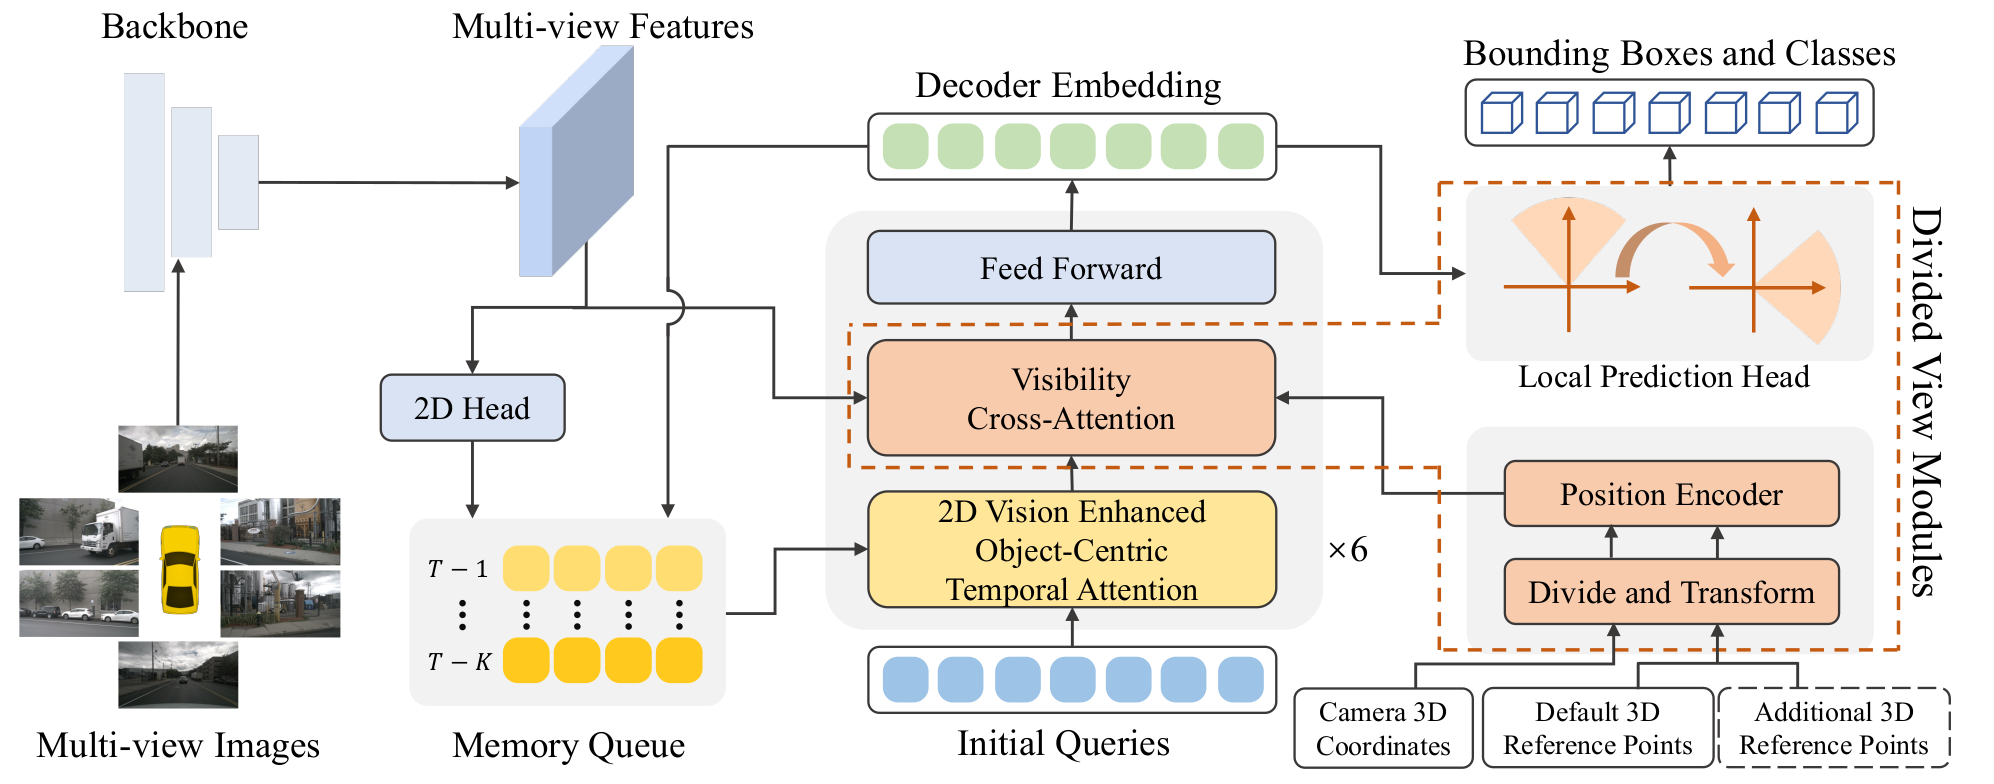 Backbone
Multi-view Features
Decoder Embedding
Bounding Boxes and Classes
Feed Forward
Visibility
Cross-Attention
2D Vision Enhanced
Object-Centric
Temporal Attention
×6
2D Head
T − 1
T − K
Memory Queue
Multi-view Images
Initial Queries
Local Prediction Head
Position Encoder
Divide and Transform
Divided View Modules
Camera 3D
Coordinates
Default 3D
Reference Points
Additional 3D
Reference Points